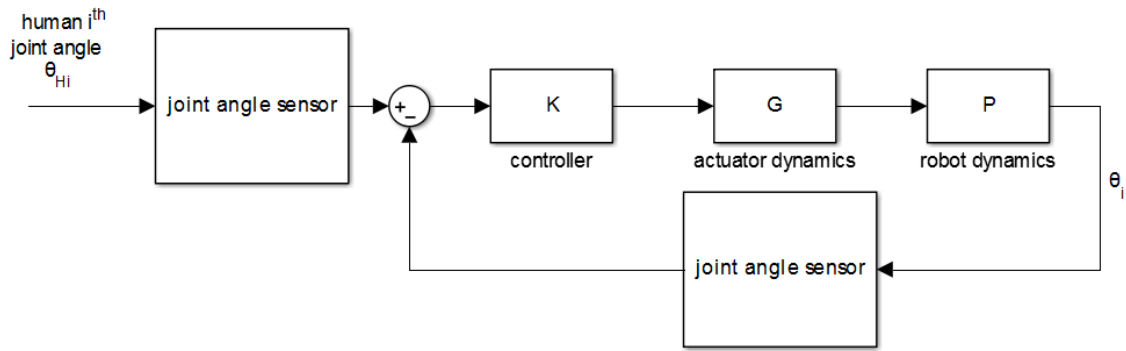 human i^th
joint angle
θ_Hi
joint angle sensor
+
−
K
controller
G
actuator dynamics
P
robot dynamics
θ_i
joint angle sensor